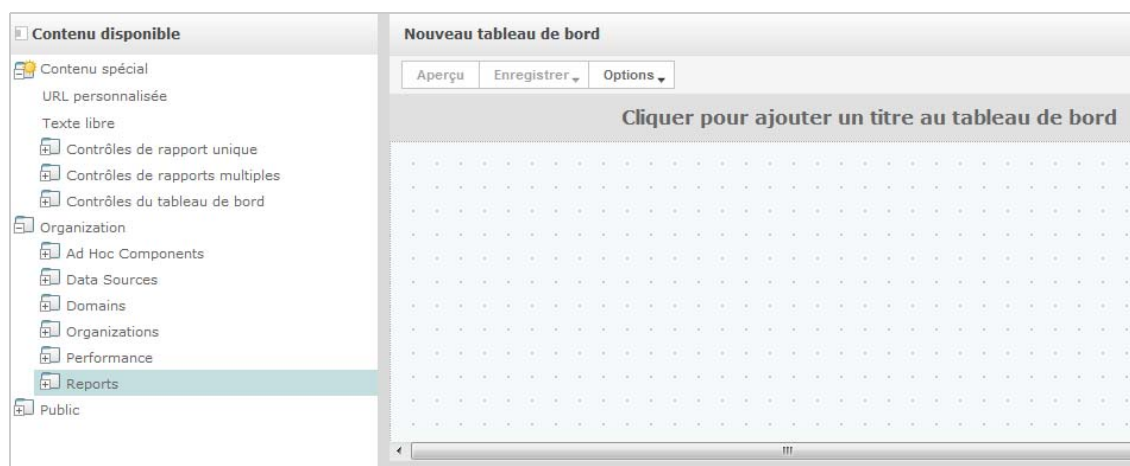 Contenu disponible
Contenu spécial
URL personnalisée
Texte libre
Contrôles de rapport unique
Contrôles de rapports multiples
Contrôles du tableau de bord
Organization
Ad Hoc Components
Data Sources
Domains
Organizations
Performance
Reports
Public
Nouveau tableau de bord
Aperçu Enregistrer Options
Cliquer pour ajouter un titre au tableau de bord